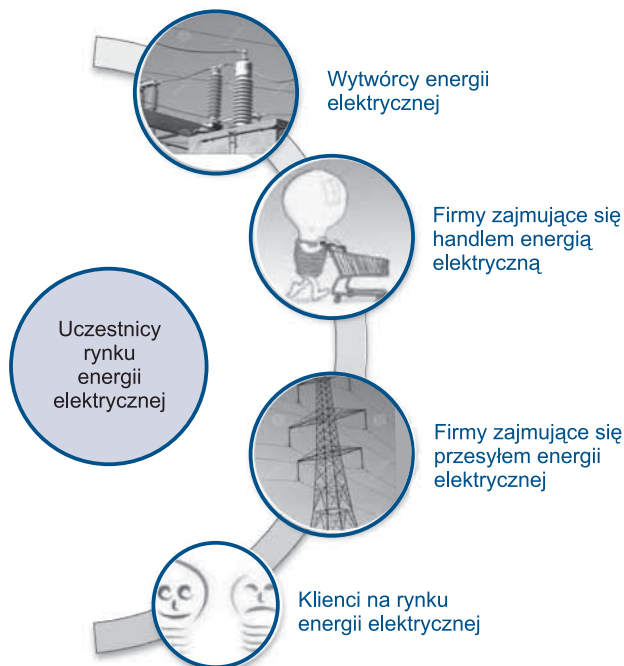 Wytwórcy energii
elektrycznej
Firmy zajmujące się
handlem energią
elektryczną
Uczestnicy
rynku
energii
elektrycznej
Firmy zajmujące się
przesyłem energii
elektrycznej
Klienci na rynku
energii elektrycznej